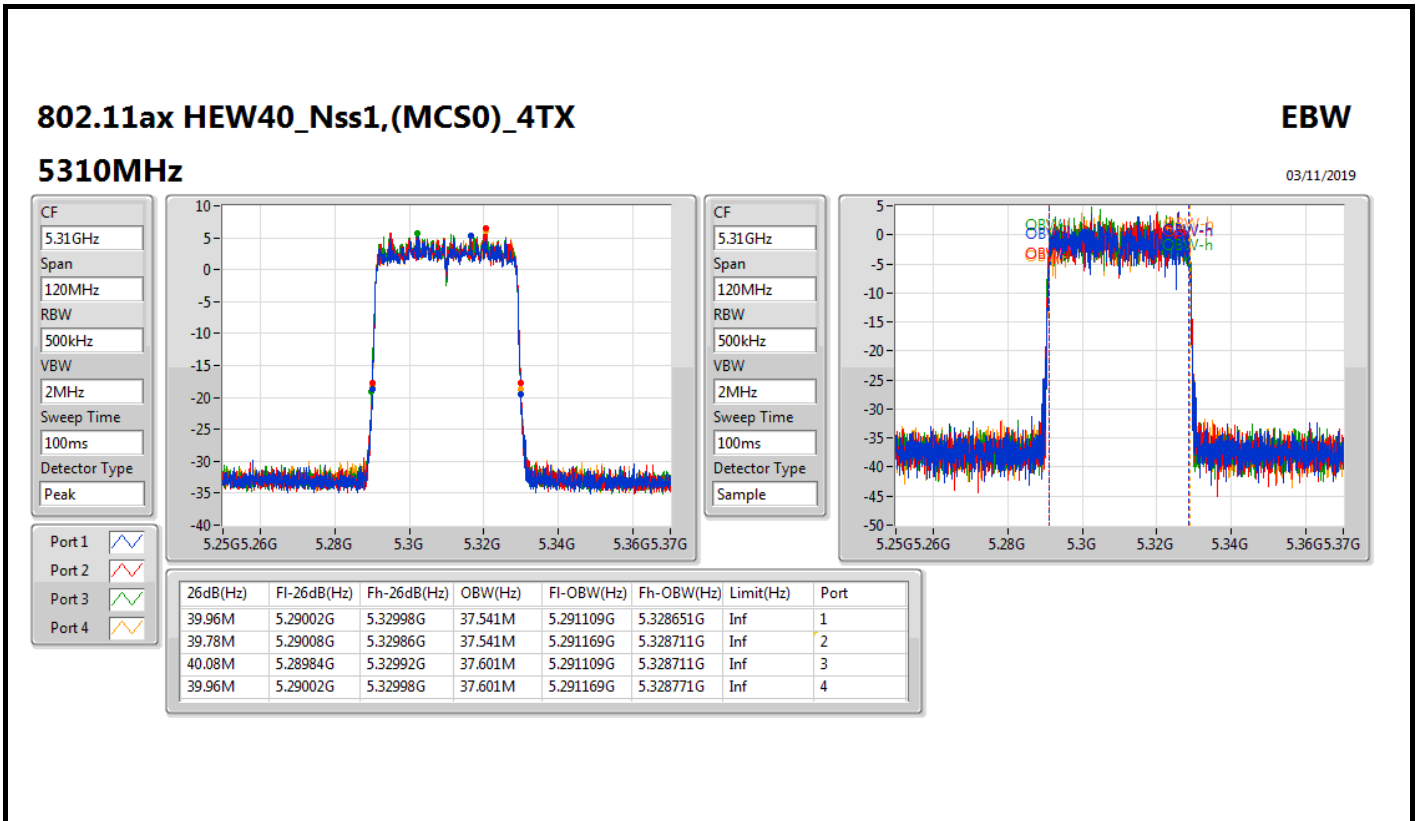 802.11ax HEW40_Nss1,(MCS0)_4TX
EBW
5310MHz
03/11/2019
CF
5.31GHz
Span
120MHz
RBW
500kHz
VBW
2MHz
Sweep Time
100ms
Detector Type
Peak
10
5
0
-5
-10
-15
-20
-25
-30
-35
-40
5.25G 5.26G 5.28G 5.3G 5.32G 5.34G 5.36G 5.37G
CF
5.31GHz
Span
120MHz
RBW
500kHz
VBW
2MHz
Sweep Time
100ms
Detector Type
Sample
5
0
-5
-10
-15
-20
-25
-30
-35
-40
-45
-50
5.25G 5.26G 5.28G 5.3G 5.32G 5.34G 5.36G 5.37G
Port 1
Port 2
Port 3
Port 4
26dB(Hz) Fl-26dB(Hz) Fh-26dB(Hz) OBW(Hz) Fl-OBW(Hz) Fh-OBW(Hz) Limit(Hz) Port
39.96M 5.29002G 5.32998G 37.541M 5.291109G 5.328651G Inf 1
39.78M 5.29008G 5.32986G 37.541M 5.291169G 5.328711G Inf 2
40.08M 5.28984G 5.32992G 37.601M 5.291109G 5.328711G Inf 3
39.96M 5.29002G 5.32998G 37.601M 5.291169G 5.328771G Inf 4